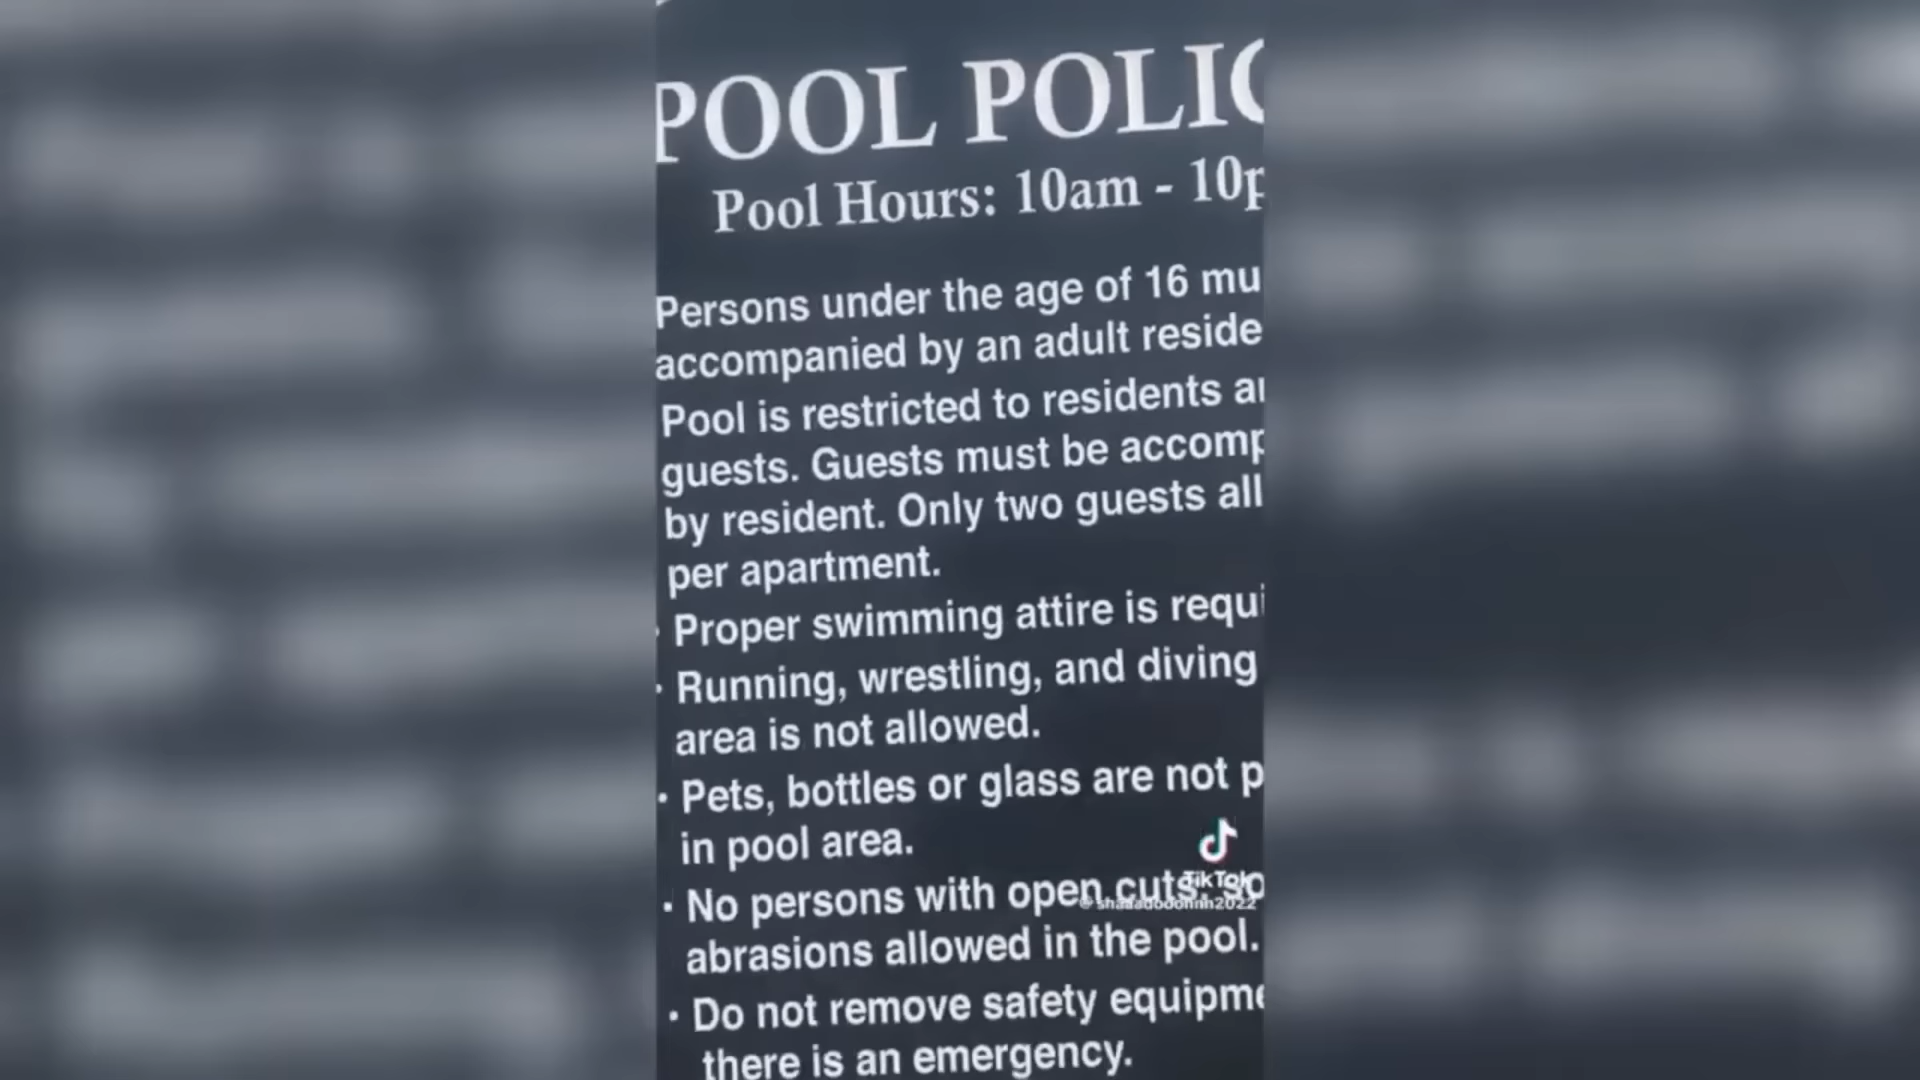 POOL POLIC
Pool Hours: 10am - 10p
Persons under the age of 16 mu
accompanied by an adult reside
Pool is restricted to residents a
guests. Guests must be accomp
by resident. Only two guests all
per apartment.
· Proper swimming attire is requi
· Running, wrestling, and diving
area is not allowed.
· Pets, bottles or glass are not p
in pool area.
TikTok
· No persons with open cuts. so
abrasions allowed in the pool.
· Do not remove safety equipme
there is an emergency.